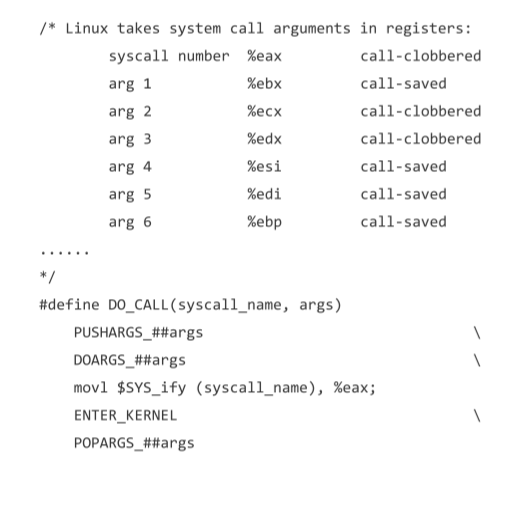 /* Linux takes system call arguments in registers:
syscall number %eax call-clobbered
arg 1 %ebx call-saved
arg 2 %ecx call-clobbered
arg 3 %edx call-clobbered
arg 4 %esi call-saved
arg 5 %edi call-saved
arg 6 %ebp call-saved
......
*/
#define DO_CALL(syscall_name, args)
PUSHARGS_##args \
DOARGS_##args \
movl $SYS_ify (syscall_name), %eax;
ENTER_KERNEL \
POPARGS_##args